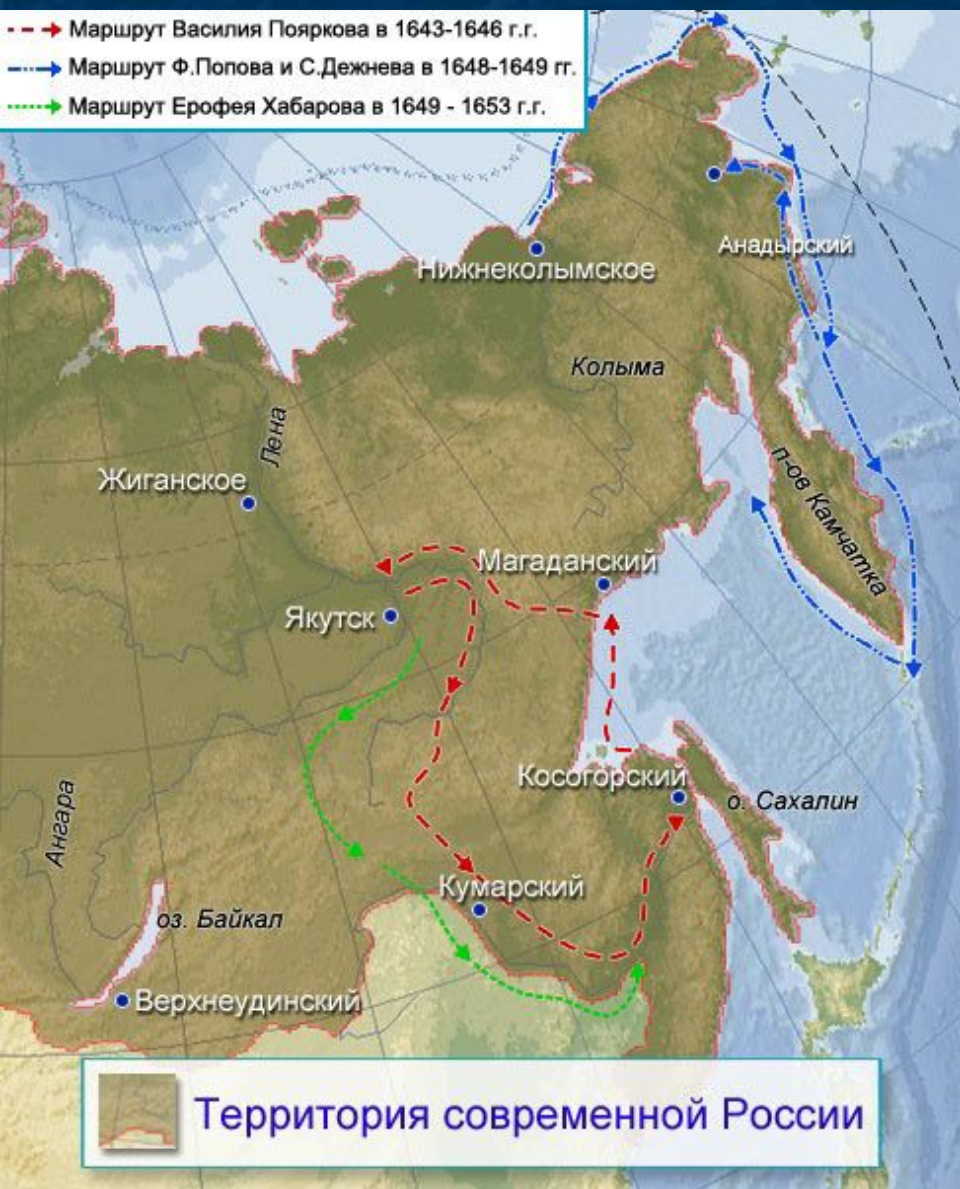 Маршрут Василия Пояркова в 1643-1646 г.г.
Маршрут Ф.Попова и С.Дежнева в 1648-1649 гг.
Маршрут Ерофея Хабарова в 1649 - 1653 г.г.
Анадырский
Нижнеколымское
Колыма
Лена
Жиганское
п-ов Камчатка
Магаданский
Якутск
Косогорский
о. Сахалин
Ангара
Кумарский
оз. Байкал
Верхнеудинский
Территория современной России